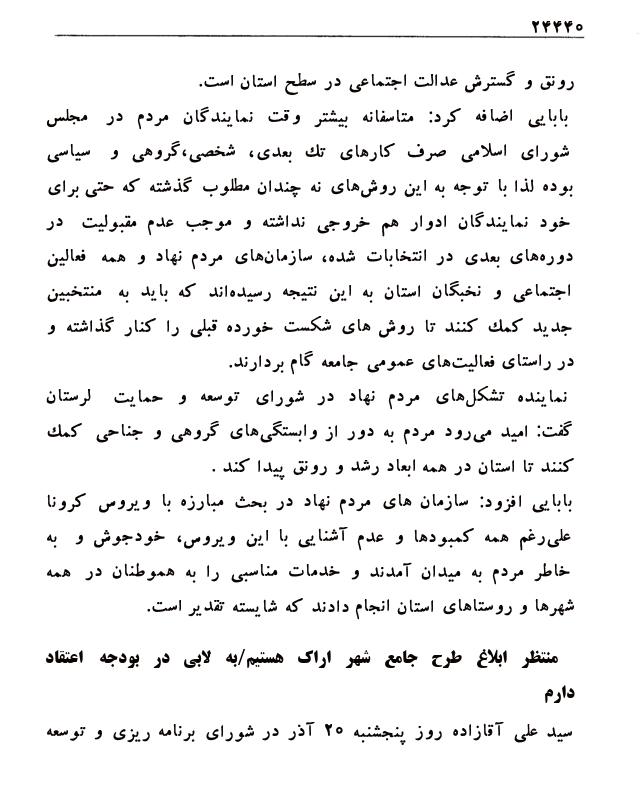 ۲۴۴۴۰
رونق و گسترش عدالت اجتماعی در سطح استان است.
بابایی اضافه کرد: متاسفانه بیشتر وقت نمایندگان مردم در مجلس
شورای اسلامی صرف کارهای تك بعدی، شخصی،گروهی و سیاسی
بوده لذا با توجه به این روش‌های نه چندان مطلوب گذشته که حتی برای
خود نمایندگان ادوار هم خروجی نداشته و موجب عدم مقبولیت در
دوره‌های بعدی در انتخابات شده، سازمان‌های مردم نهاد و همه فعالین
اجتماعی و نخبگان استان به این نتیجه رسیده‌اند که باید به منتخبین
جدید کمك کنند تا روش های شکست خورده قبلی را کنار گذاشته و
در راستای فعالیت‌های عمومی جامعه گام بردارند.
نماینده تشکل‌های مردم نهاد در شورای توسعه و حمایت لرستان
گفت: امید می‌رود مردم به دور از وابستگی‌های گروهی و جناحی کمك
کنند تا استان در همه ابعاد رشد و رونق پیدا کند .
بابایی افزود: سازمان های مردم نهاد در بحث مبارزه با ویروس کرونا
علی‌رغم همه کمبودها و عدم آشنایی با این ویروس، خودجوش و به
خاطر مردم به میدان آمدند و خدمات مناسبی را به هموطنان در همه
شهرها و روستاهای استان انجام دادند که شایسته تقدیر است.
منتظر ابلاغ طرح جامع شهر اراک هستیم/به لابی در بودجه اعتقاد
دارم
سید علی آقازاده روز پنجشنبه ۲۰ آذر در شورای برنامه ریزی و توسعه